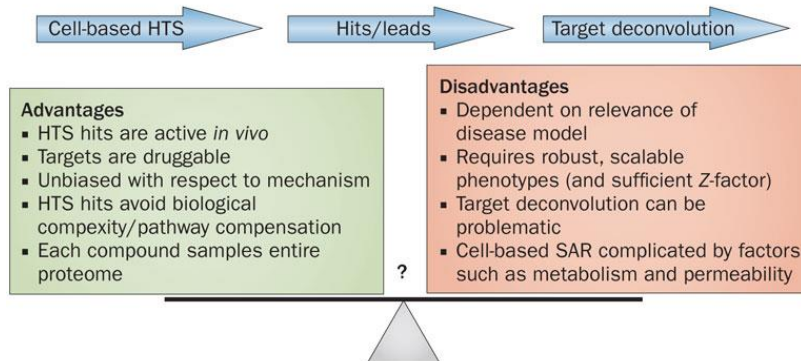 Cell-based HTS
Hits/leads
Target deconvolution
Advantages
▪ HTS hits are active in vivo
▪ Targets are druggable
▪ Unbiased with respect to mechanism
▪ HTS hits avoid biological
compexity/pathway compensation
▪ Each compound samples entire
proteome
Disadvantages
▪ Dependent on relevance of
disease model
▪ Requires robust, scalable
phenotypes (and sufficient Z-factor)
▪ Target deconvolution can be
problematic
▪ Cell-based SAR complicated by factors
such as metabolism and permeability
?